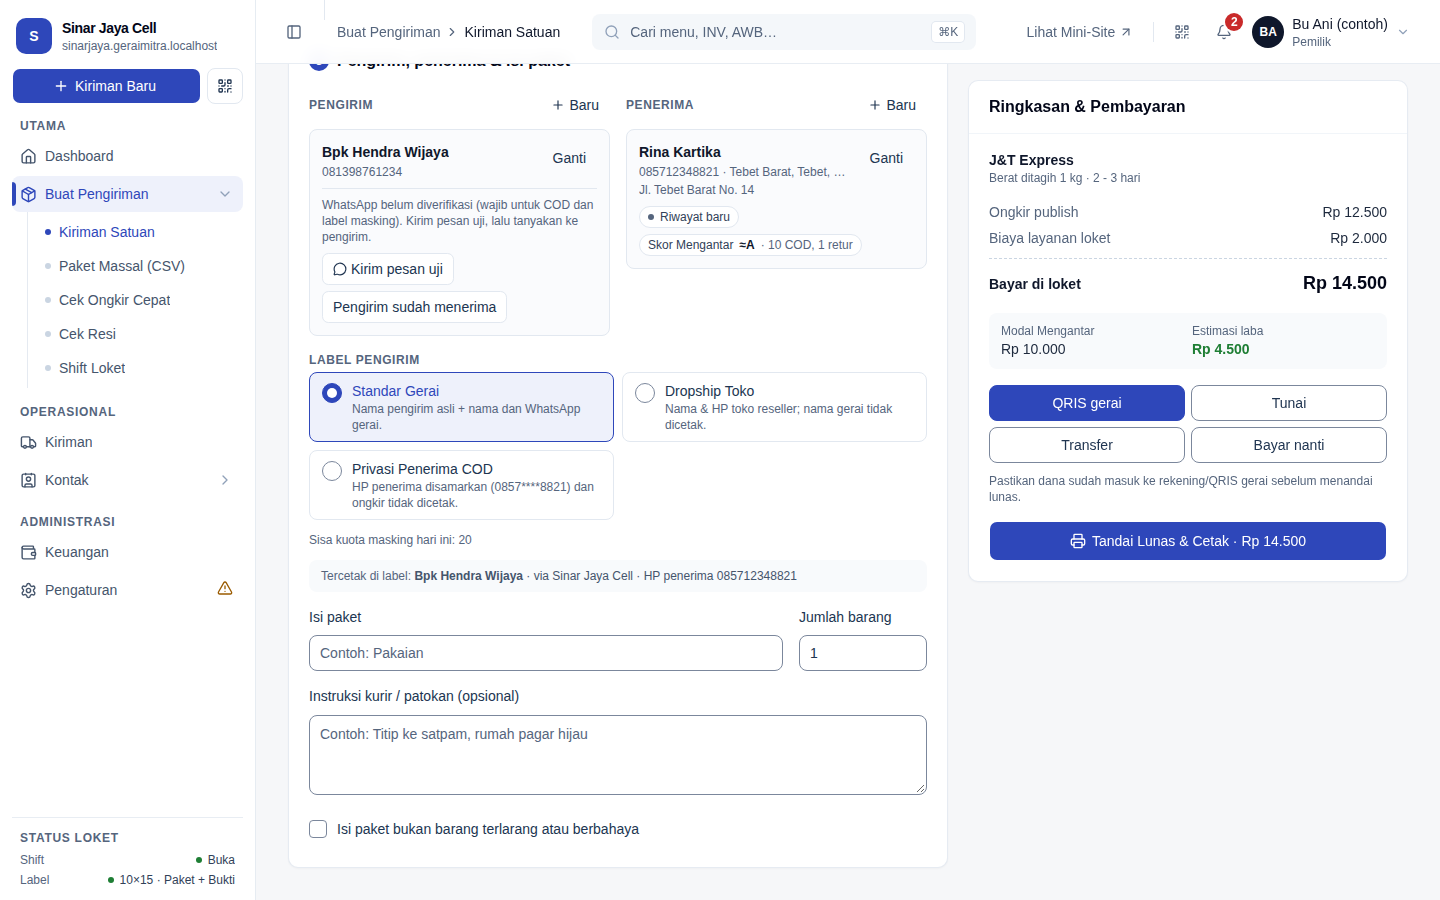 S
Sinar Jaya Cell
sinarjaya.geraimitra.localhost
Kiriman Baru
UTAMA
Dashboard
Buat Pengiriman
Kiriman Satuan
Paket Massal (CSV)
Cek Ongkir Cepat
Cek Resi
Shift Loket
OPERASIONAL
Kiriman
Kontak
ADMINISTRASI
Keuangan
Pengaturan
STATUS LOKET
Shift Buka
Label 10×15 · Paket + Bukti
Buat Pengiriman Kiriman Satuan
Cari menu, INV, AWB… ⌘K
Lihat Mini-Site
2
BA
Bu Ani (contoh)
Pemilik
Pengirim, penerima & isi paket
PENGIRIM
Baru
Bpk Hendra Wijaya
081398761234
Ganti
WhatsApp belum diverifikasi (wajib untuk COD dan
label masking). Kirim pesan uji, lalu tanyakan ke
pengirim.
Kirim pesan uji
Pengirim sudah menerima
PENERIMA
Baru
Rina Kartika
085712348821 · Tebet Barat, Tebet, …
Jl. Tebet Barat No. 14
Ganti
Riwayat baru
Skor Mengantar ≈A · 10 COD, 1 retur
LABEL PENGIRIM
Standar Gerai
Nama pengirim asli + nama dan WhatsApp
gerai.
Dropship Toko
Nama & HP toko reseller; nama gerai tidak
dicetak.
Privasi Penerima COD
HP penerima disamarkan (0857****8821) dan
ongkir tidak dicetak.
Sisa kuota masking hari ini: 20
Tercetak di label: Bpk Hendra Wijaya · via Sinar Jaya Cell · HP penerima 085712348821
Isi paket
Contoh: Pakaian
Jumlah barang
1
Instruksi kurir / patokan (opsional)
Contoh: Titip ke satpam, rumah pagar hijau
Isi paket bukan barang terlarang atau berbahaya
Ringkasan & Pembayaran
J&T Express
Berat ditagih 1 kg · 2 - 3 hari
Ongkir publish Rp 12.500
Biaya layanan loket Rp 2.000
Bayar di loket Rp 14.500
Modal Mengantar
Rp 10.000
Estimasi laba
Rp 4.500
QRIS gerai
Tunai
Transfer
Bayar nanti
Pastikan dana sudah masuk ke rekening/QRIS gerai sebelum menandai
lunas.
Tandai Lunas & Cetak · Rp 14.500